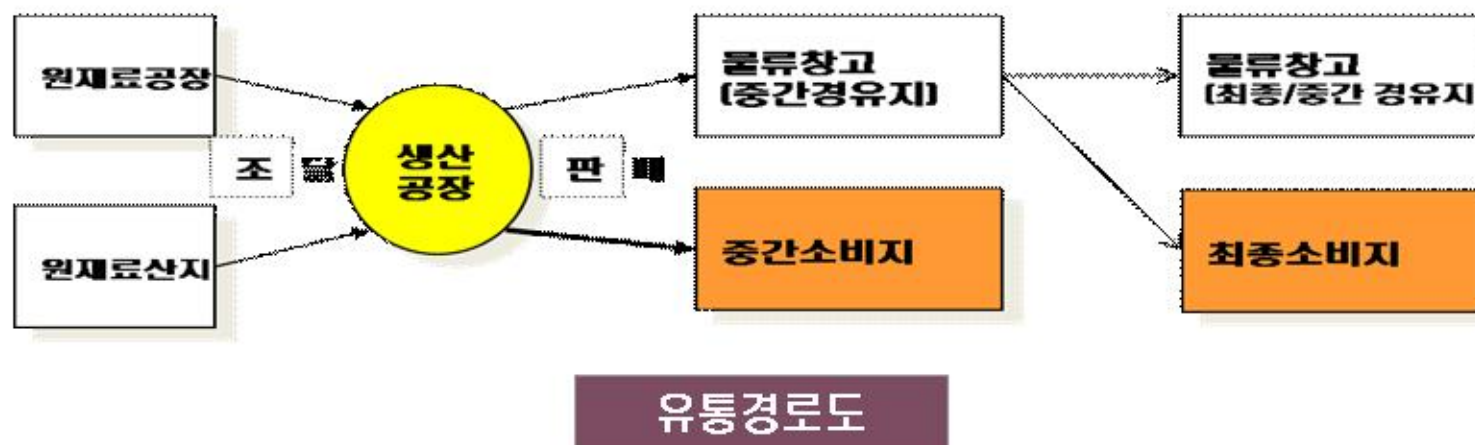 원재료공장
물류창고
(중간경유지)
물류창고
(최종/중간 경유지
생산
공장
조 달
판 매
원재료산지
중간소비지
최종소비지
유통경로도